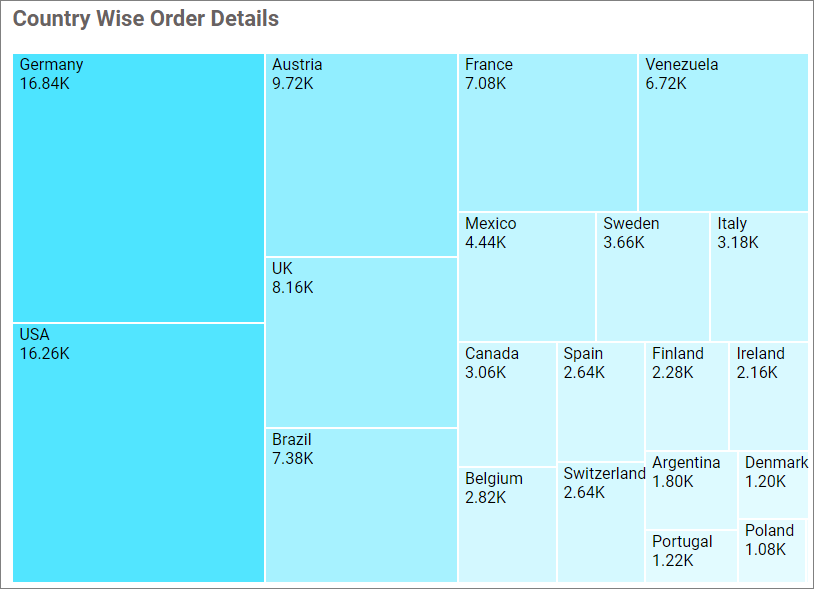 Country Wise Order Details
Germany
16.84K
USA
16.26K
Austria
9.72K
UK
8.16K
Brazil
7.38K
France
7.08K
Venezuela
6.72K
Mexico
4.44K
Sweden
3.66K
Italy
3.18K
Canada
3.06K
Belgium
2.82K
Spain
2.64K
Switzerland
2.64K
Finland
2.28K
Ireland
2.16K
Argentina
1.80K
Portugal
1.22K
Denmark
1.20K
Poland
1.08K